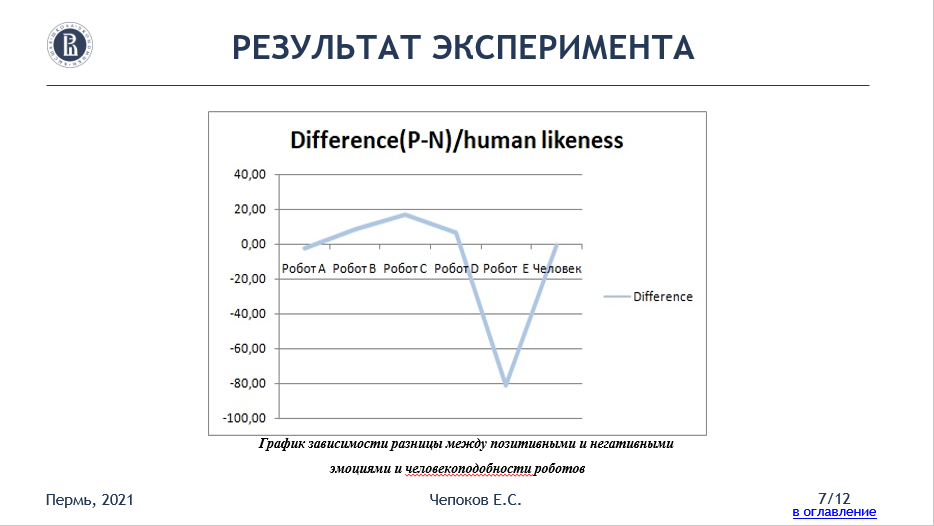 РЕЗУЛЬТАТ ЭКСПЕРИМЕНТА
Difference(P-N)/human likeness
40,00
20,00
0,00
Робот A Робот B Робот C Робот D Робот E Человек
-20,00
Difference
-40,00
-60,00
-80,00
-100,00
График зависимости разницы между позитивными и негативными
эмоциями и человекоподобности роботов
Пермь, 2021 Чепоков Е.С. 7/12
в оглавление